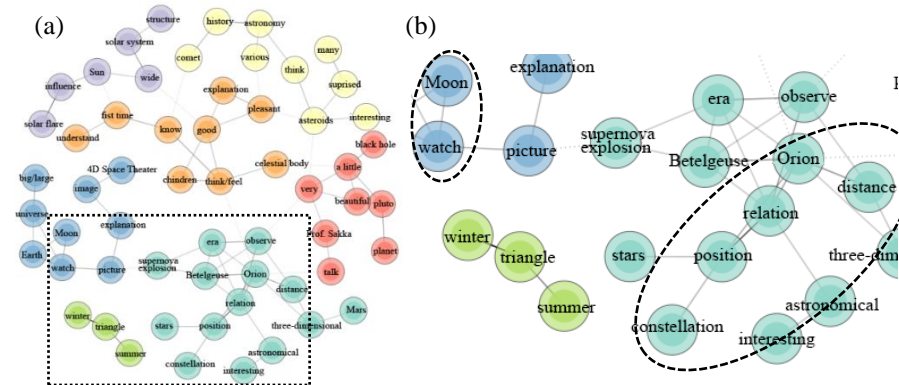 (a)
structure
solar system
Sun
wide
influence
solar flare
history
astronomy
comet
various
think
many
suprised
asteroids
interesting
explanation
pleasant
fist time
understand
know
good
chindren
think/feel
celestial body
black hole
a little
very
beautiful
pluto
Prof. Sakka
planet
talk
big/large
4D Space Theater
image
universe
Moon
explanation
Earth
watch
picture
era
observe
supernova
explosion
Betelgeuse
Orion
distance
relation
winter
triangle
summer
stars
position
three-dimensional
Mars
astronomical
constellation
interesting
(b)
Moon
explanation
watch
picture
era
observe
supernova
explosion
Betelgeuse
Orion
distance
relation
winter
triangle
summer
stars
position
three-dim
astronomical
constellation
interesting